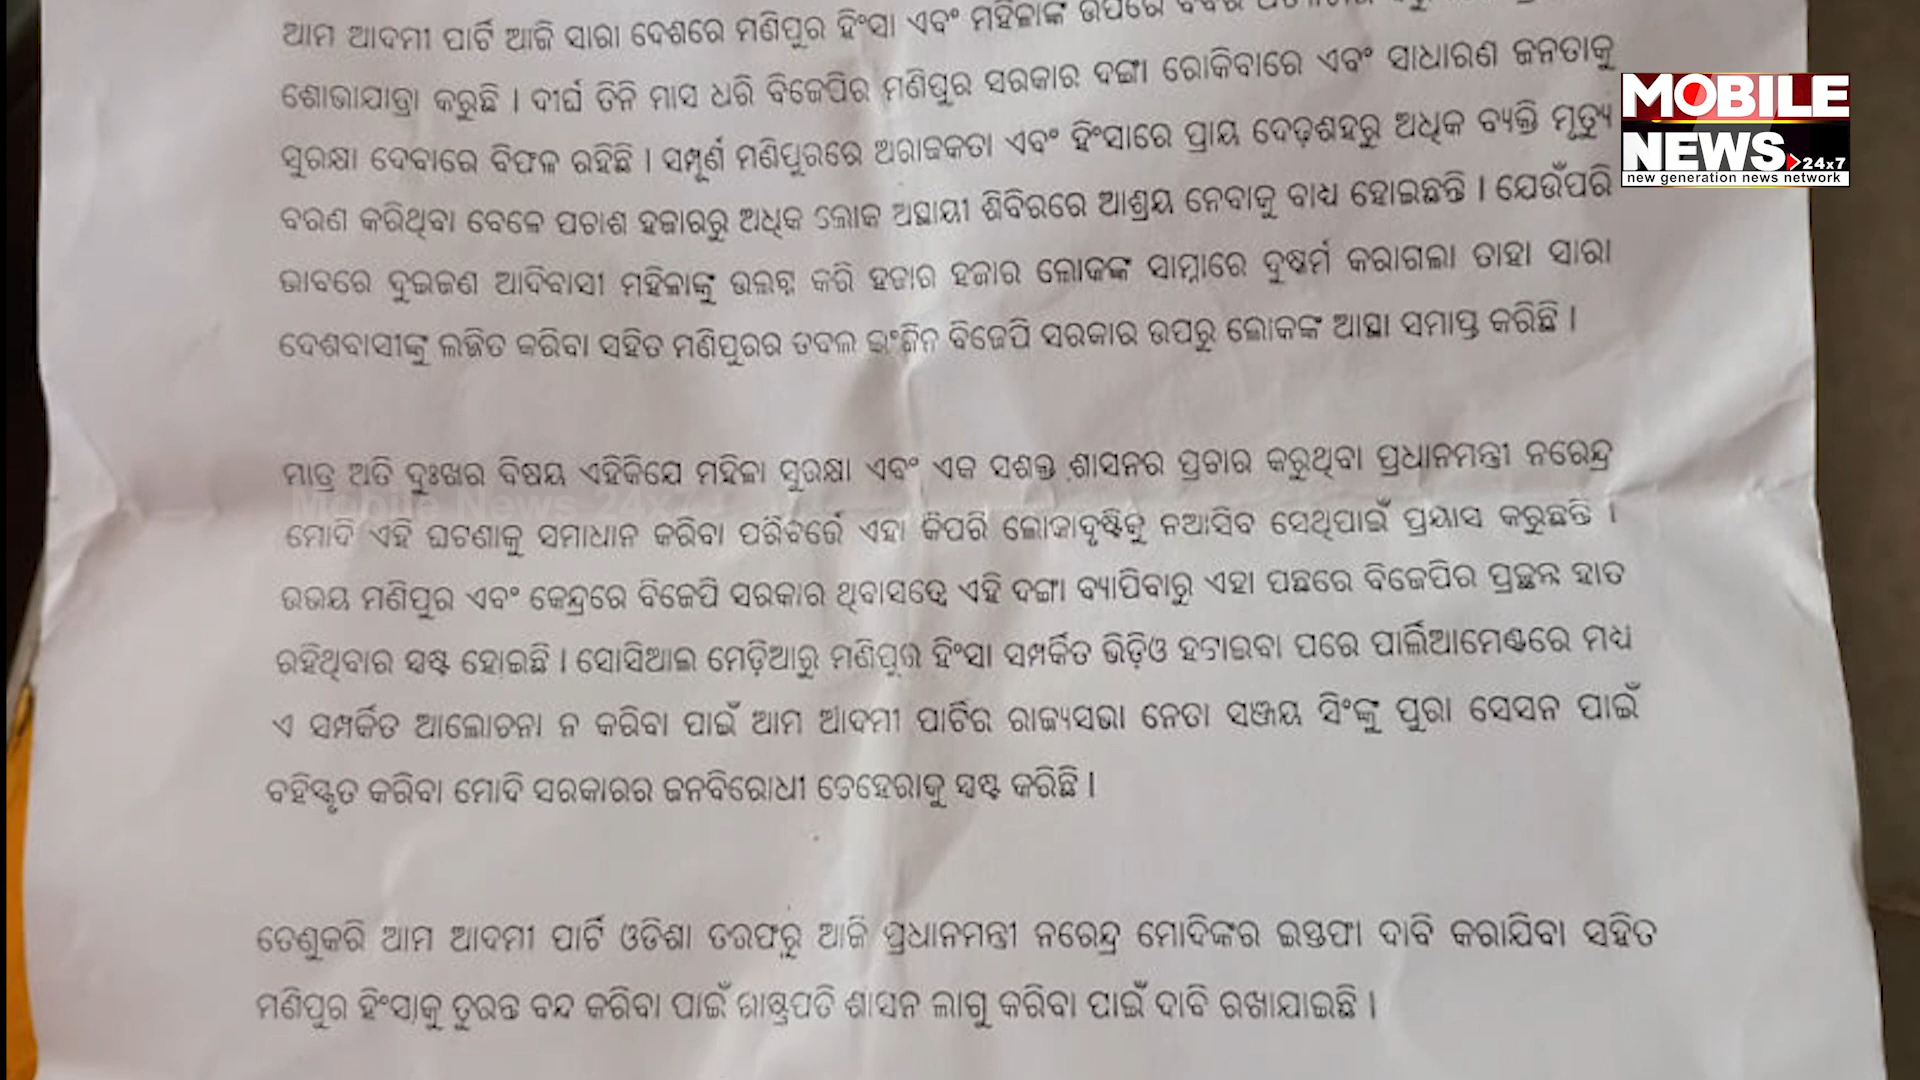 ଆମ ଆଦମୀ ପାର୍ଟି ଆଜି ସାରା ଦେଶରେ ମଣିପୁର ହିଂସା ଏବଂ ମହିଳାଙ୍କ ଉପରେ
ଶୋଭାଯାତ୍ରା କରୁଛି । ଦୀର୍ଘ ତିନି ମାସ ଧରି ବିଜେପିର ମଣିପୁର ସରକାର ଦଙ୍ଗା ରୋକିବାରେ ଏବଂ ସାଧାରଣ ଜନତାକୁ
ସୁରକ୍ଷା ଦେବାରେ ବିଫଳ ରହିଛି । ସମ୍ପୂର୍ଣ ମଣିପୁରରେ ଅରାଜକତା ଏବଂ ହିଂସାରେ ପ୍ରାୟ ଦେଡ଼ଶହରୁ ଅଧିକ ବ୍ୟକ୍ତି ମୃତ୍ୟୁ
ବରଣ କରିଥିବା ବେଳେ ପଚାଶ ହଜାରରୁ ଅଧିକ ଲୋକ ଅସ୍ଥାୟୀ ଶିବିରରେ ଆଶ୍ରୟ ନେବାକୁ ବାଧ୍ୟ ହୋଇଛନ୍ତି । ଯେଉଁପରି
ଭାବରେ ଦୁଇଜଣ ଆଦିବାସୀ ମହିଳାଙ୍କୁ ଉଲଗ୍ନ କରି ହଜାର ହଜାର ଲୋକଙ୍କ ସାମ୍ନାରେ ଦୁଷ୍କର୍ମ କରାଗଲା ତାହା ସାରା
ଦେଶବାସୀଙ୍କୁ ଲଜ୍ଜିତ କରିବା ସହିତ ମଣିପୁରର ଡବଲ ଇଂଜିନ ବିଜେପି ସରକାର ଉପରୁ ଲୋକଙ୍କ ଆସ୍ଥା ସମାପ୍ତ କରିଛି ।
ମାତ୍ର ଅତି ଦୁଃଖର ବିଷୟ ଏହିକିଯେ ମହିଳା ସୁରକ୍ଷା ଏବଂ ଏକ ସଶକ୍ତ ଶାସନର ପ୍ରଚାର କରୁଥିବା ପ୍ରଧାନମନ୍ତ୍ରୀ ନରେନ୍ଦ୍ର
ମୋଦି ଏହି ଘଟଣାକୁ ସମାଧାନ କରିବା ପରିବର୍ତ୍ତେ ଏହା କିପରି ଲୋକାଦୃଷ୍ଟିକୁ ନଆସିବ ସେଥିପାଇଁ ପ୍ରୟାସ କରୁଛନ୍ତି ।
ଉଭୟ ମଣିପୁର ଏବଂ କେନ୍ଦ୍ରରେ ବିଜେପି ସରକାର ଥିବାସତ୍ତ୍ୱେ ଏହି ଦଙ୍ଗା ବ୍ୟାପିବାରୁ ଏହା ପଛରେ ବିଜେପିର ପ୍ରଚ୍ଛନ୍ନ ହାତ
ରହିଥିବାର ସ୍ପଷ୍ଟ ହୋଇଛି । ସୋସିଆଲ ମେଡ଼ିଆରୁ ମଣିପୁର ହିଂସା ସମ୍ପର୍କିତ ଭିଡ଼ିଓ ହଟାଇବା ପରେ ପାର୍ଲିଆମେଣ୍ଟରେ ମଧ୍ୟ
ଏ ସମ୍ପର୍କିତ ଆଲୋଚନା ନ କରିବା ପାଇଁ ଆମ ଆଦମୀ ପାର୍ଟିର ରାଜ୍ୟସଭା ନେତା ସଞ୍ଜୟ ସିଂଙ୍କୁ ପୁରା ସେସନ ପାଇଁ
ବହିସ୍କୃତ କରିବା ମୋଦି ସରକାରର ଜନବିରୋଧୀ ଚେହେରାକୁ ସ୍ପଷ୍ଟ କରିଛି ।
ତେଣୁକରି ଆମ ଆଦମୀ ପାର୍ଟି ଓଡିଶା ତରଫରୁ ଆଜି ପ୍ରଧାନମନ୍ତ୍ରୀ ନରେନ୍ଦ୍ର ମୋଦିଙ୍କର ଇସ୍ତଫା ଦାବି କରାଯିବା ସହିତ
ମଣିପୁର ହିଂସାକୁ ତୁରନ୍ତ ବନ୍ଦ କରିବା ପାଇଁ ରାଷ୍ଟ୍ରପତି ଶାସନ ଲାଗୁ କରିବା ପାଇଁ ଦାବି ରଖାଯାଇଛି ।
MOBILE
NEWS 24x7
new generation news network
Mobile News 24x7